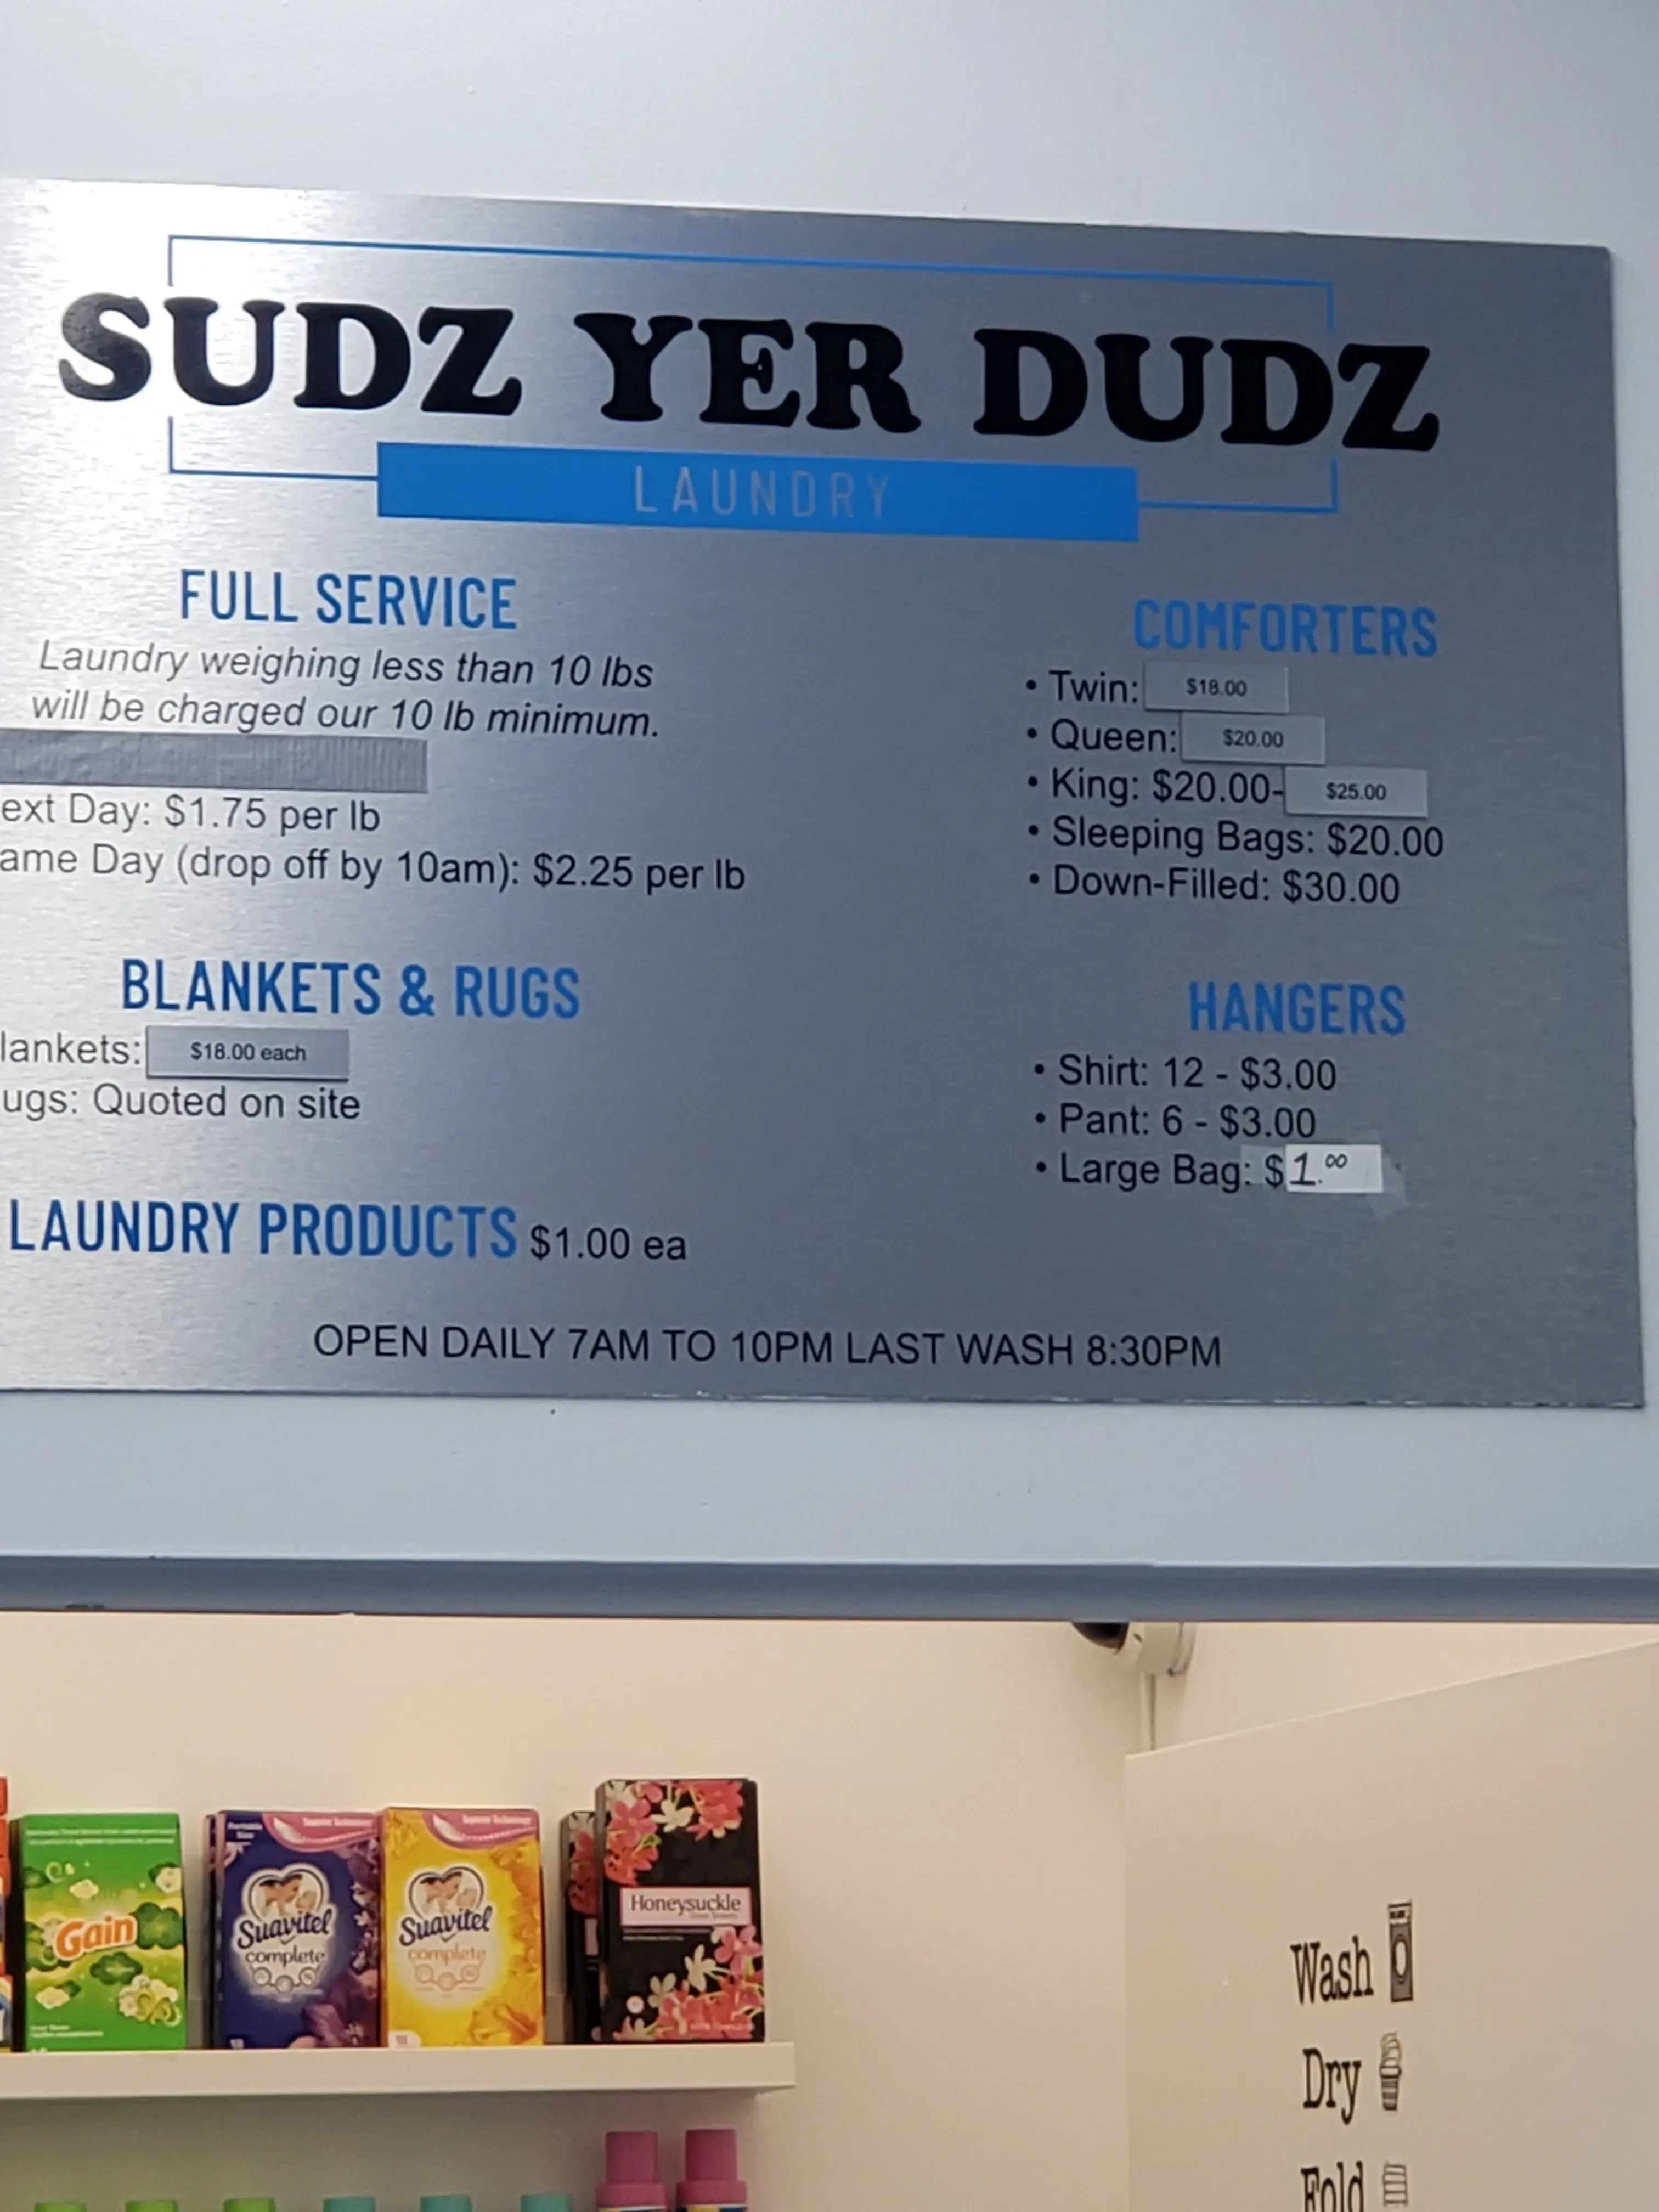 SUDZ YER DUDZ
LAUNDRY
FULL SERVICE
Laundry weighing less than 10 lbs
will be charged our 10 lb minimum.
ext Day: $1.75 per lb
ame Day (drop off by 10am): $2.25 per lb
BLANKETS & RUGS
lankets: $18.00 each
ugs: Quoted on site
LAUNDRY PRODUCTS $1.00 ea
COMFORTERS
• Twin: $18.00
• Queen: $20.00
• King: $20.00- $25.00
• Sleeping Bags: $20.00
• Down-Filled: $30.00
HANGERS
• Shirt: 12 - $3.00
• Pant: 6 - $3.00
• Large Bag: $1.00
OPEN DAILY 7AM TO 10PM LAST WASH 8:30PM
Gain
Suavitel
complete
Suavitel
complete
Honeysuckle
Wash
Dry
Fold